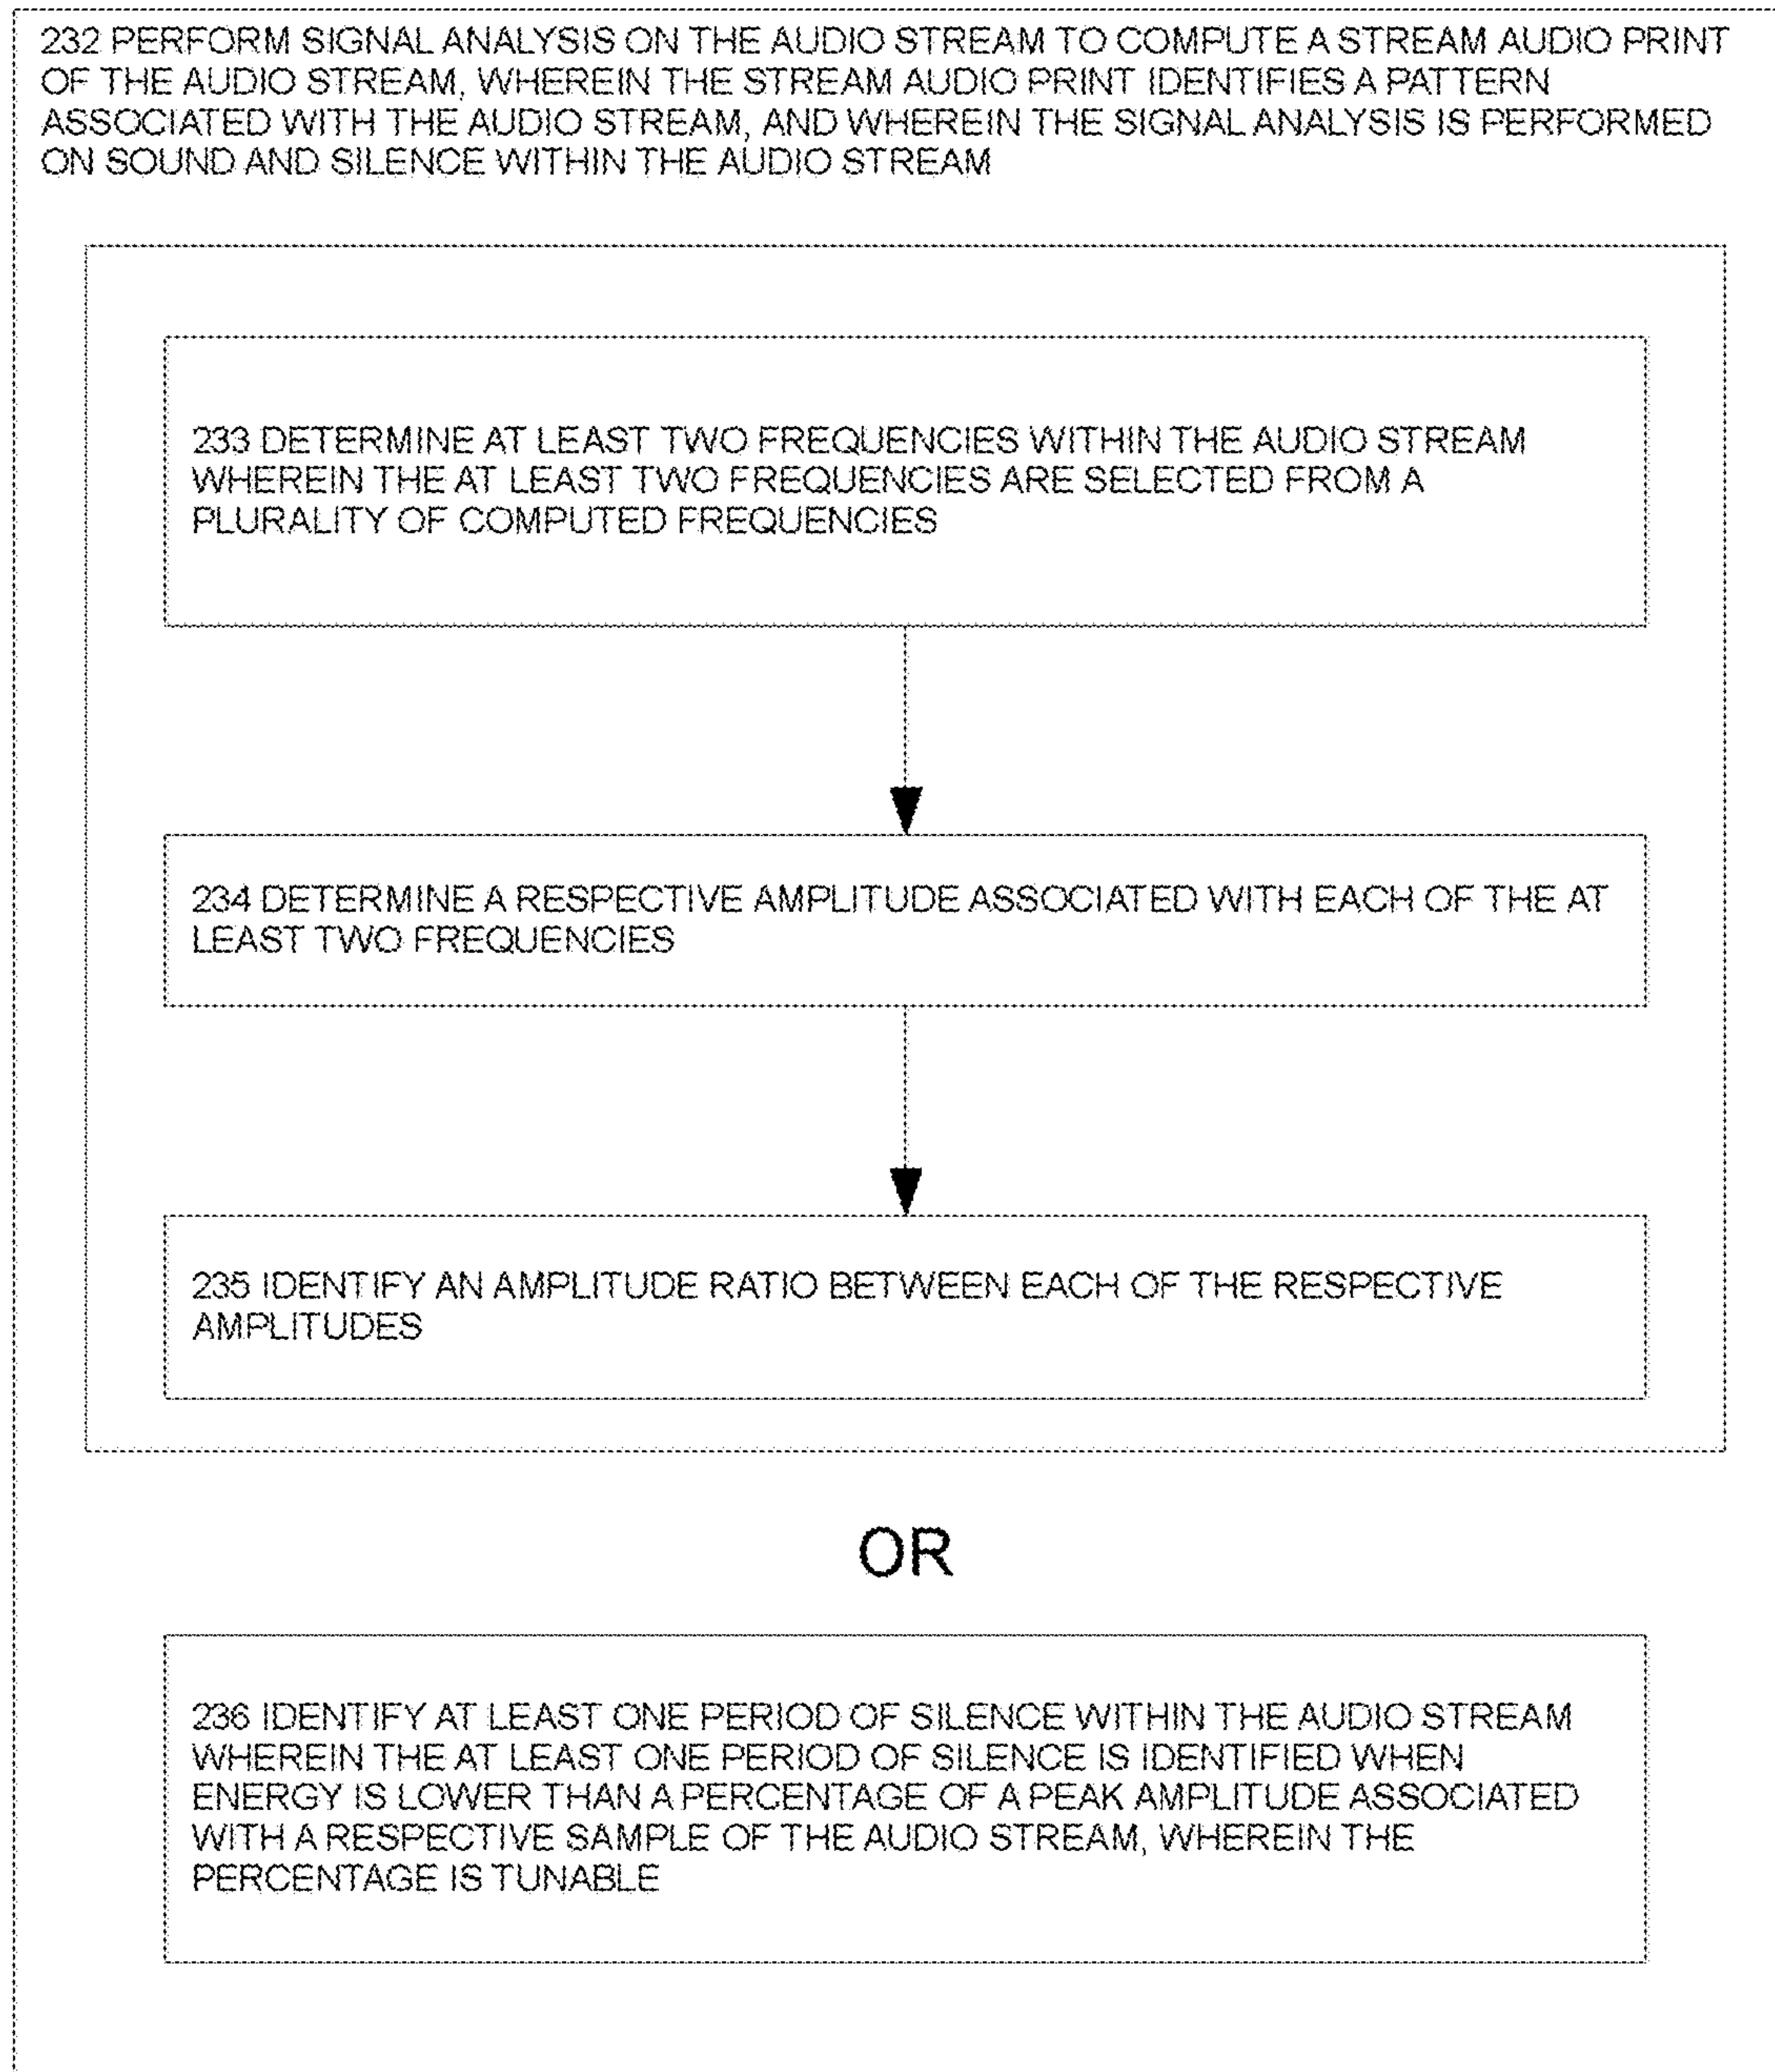 232 PERFORM SIGNAL ANALYSIS ON THE AUDIO STREAM TO COMPUTE A STREAM AUDIO PRINT
OF THE AUDIO STREAM, WHEREIN THE STREAM AUDIO PRINT IDENTIFIES A PATTERN
ASSOCIATED WITH THE AUDIO STREAM, AND WHEREIN THE SIGNAL ANALYSIS IS PERFORMED
ON SOUND AND SILENCE WITHIN THE AUDIO STREAM
233 DETERMINE AT LEAST TWO FREQUENCIES WITHIN THE AUDIO STREAM
WHEREIN THE AT LEAST TWO FREQUENCIES ARE SELECTED FROM A
PLURALITY OF COMPUTED FREQUENCIES
234 DETERMINE A RESPECTIVE AMPLITUDE ASSOCIATED WITH EACH OF THE AT
LEAST TWO FREQUENCIES
235 IDENTIFY AN AMPLITUDE RATIO BETWEEN EACH OF THE RESPECTIVE
AMPLITUDES
OR
236 IDENTIFY AT LEAST ONE PERIOD OF SILENCE WITHIN THE AUDIO STREAM
WHEREIN THE AT LEAST ONE PERIOD OF SILENCE IS IDENTIFIED WHEN
ENERGY IS LOWER THAN A PERCENTAGE OF A PEAK AMPLITUDE ASSOCIATED
WITH A RESPECTIVE SAMPLE OF THE AUDIO STREAM, WHEREIN THE
PERCENTAGE IS TUNABLE